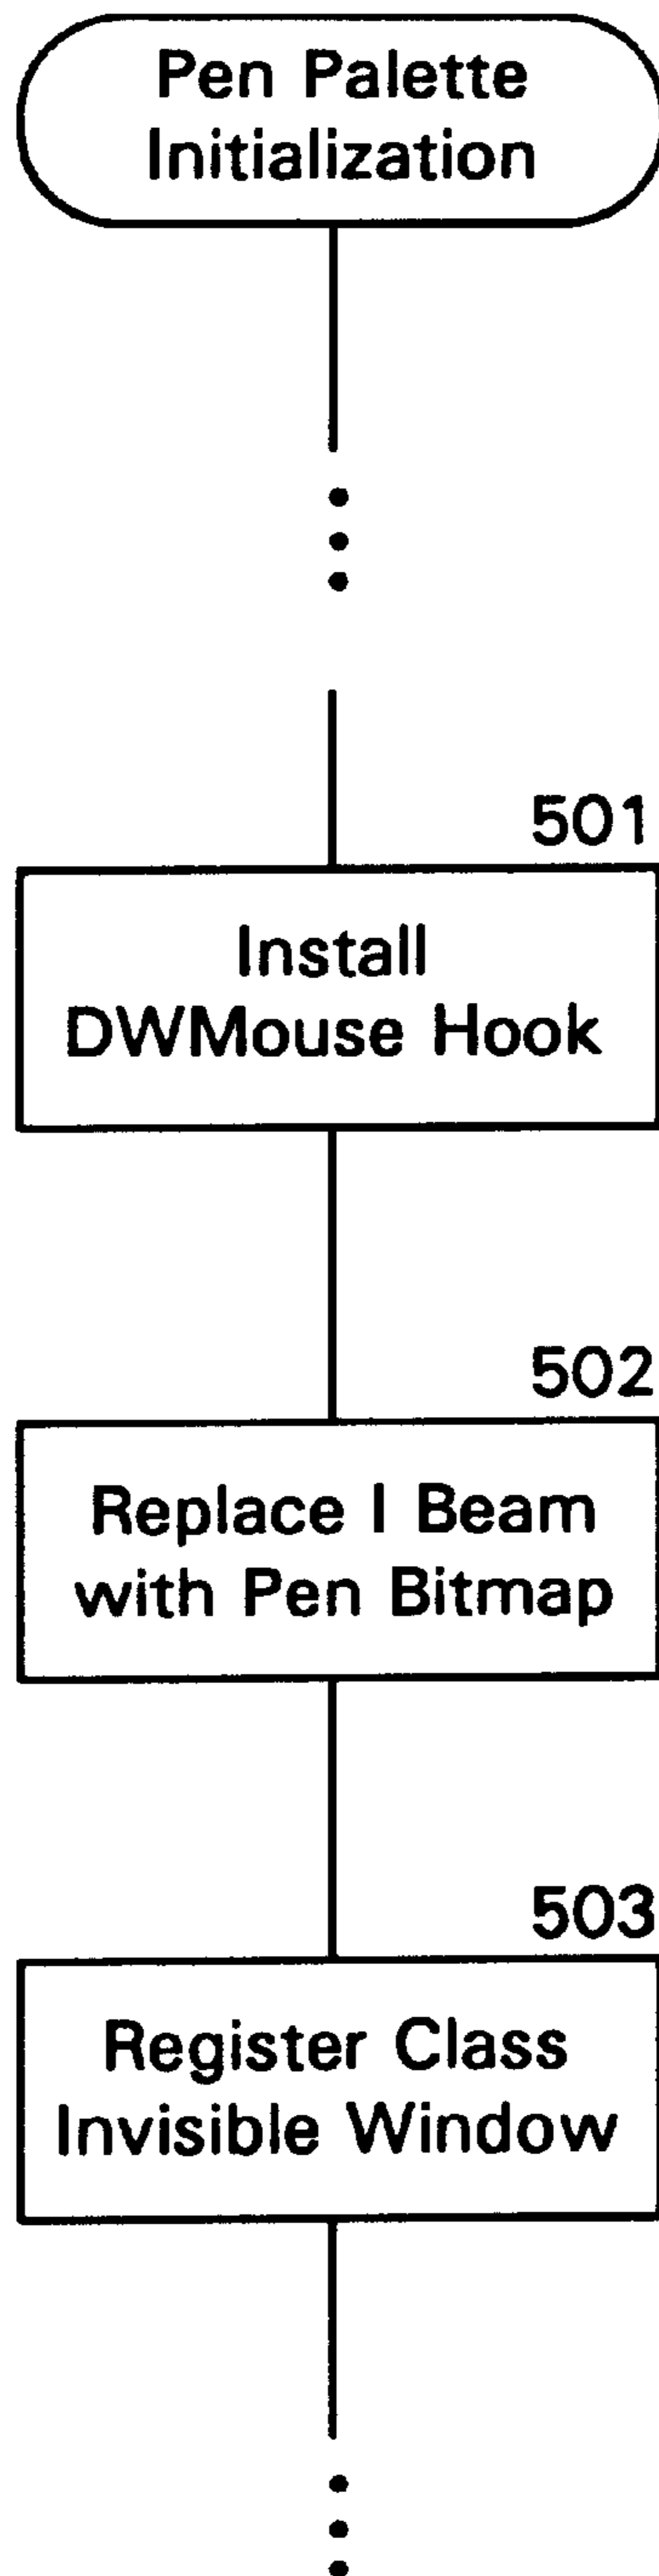 Pen Palette
Initialization
501
Install
DWMouse Hook
502
Replace I Beam
with Pen Bitmap
503
Register Class
Invisible Window